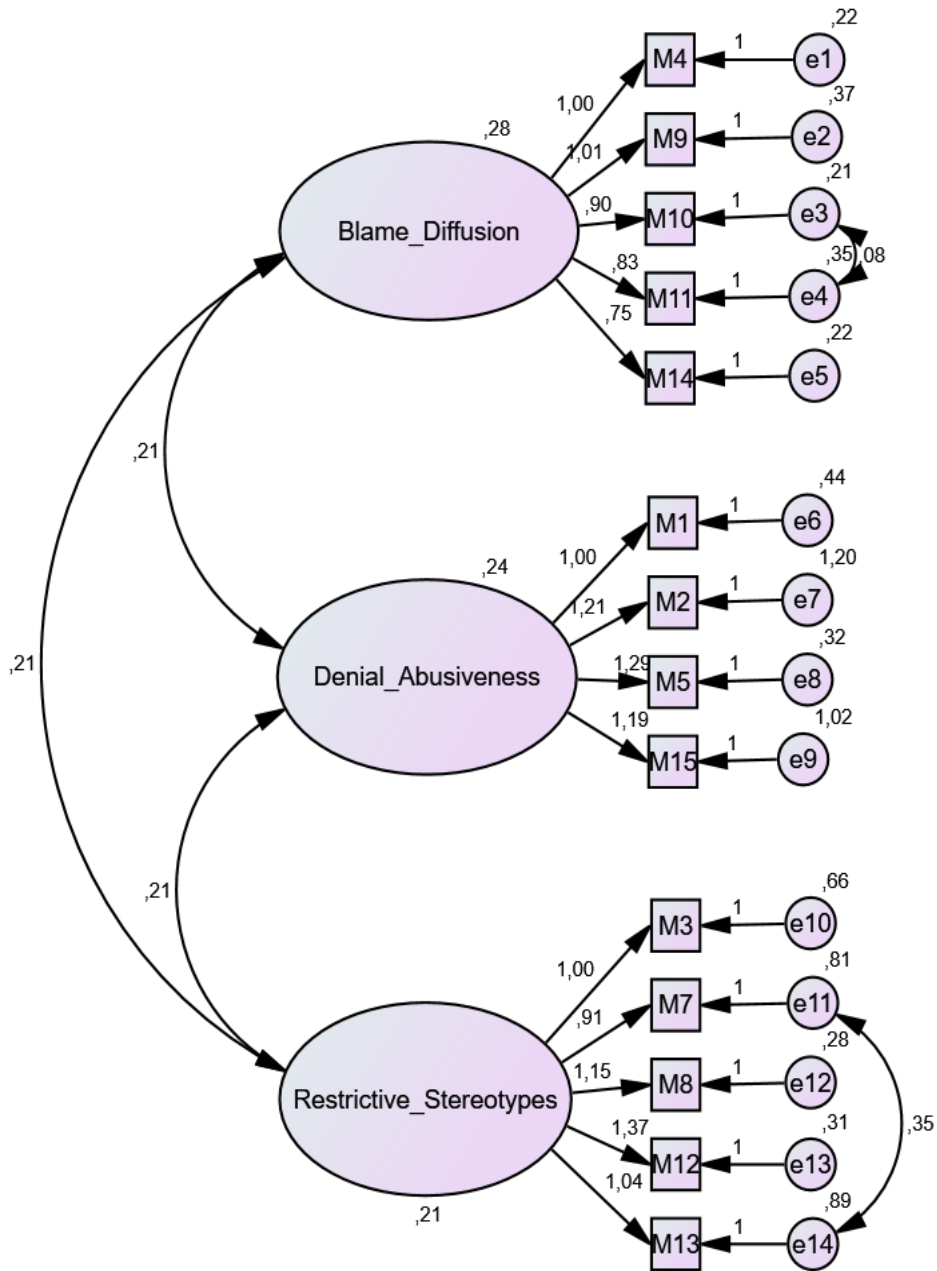 ,22
M4
1
e1
1,00
,37
,28
M9
1
e2
1,01
,21
Blame_Diffusion
,90
M10
1
e3
,35
,08
,83
M11
1
e4
,75
,22
M14
1
e5
,21
,44
M1
1
e6
1,00
,24
1,20
1,21
M2
1
e7
,32
Denial_Abusiveness
1,29
M5
1
e8
,21
1,19
1,02
M15
1
e9
,21
,66
M3
1
e10
1,00
,81
,91
M7
1
e11
,28
Restrictive_Stereotypes
1,15
M8
1
e12
,35
,31
1,37
M12
1
e13
1,04
,89
M13
1
e14
,21